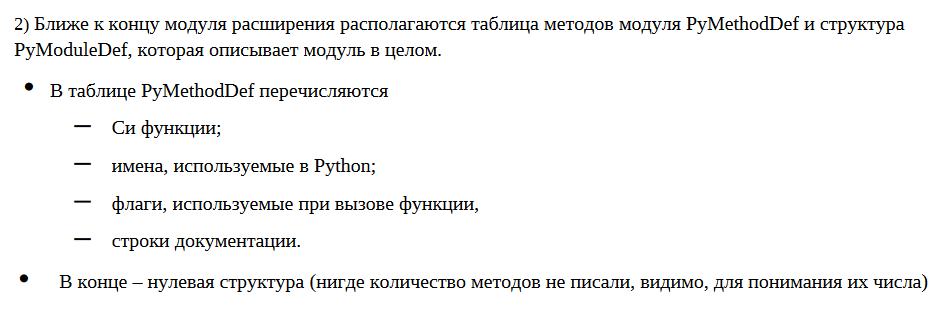 2) Ближе к концу модуля расширения располагаются таблица методов модуля PyMethodDef и структура
PyModuleDef, которая описывает модуль в целом.
• В таблице PyMethodDef перечисляются
— Си функции;
— имена, используемые в Python;
— флаги, используемые при вызове функции,
— строки документации.
• В конце – нулевая структура (нигде количество методов не писали, видимо, для понимания их числа)